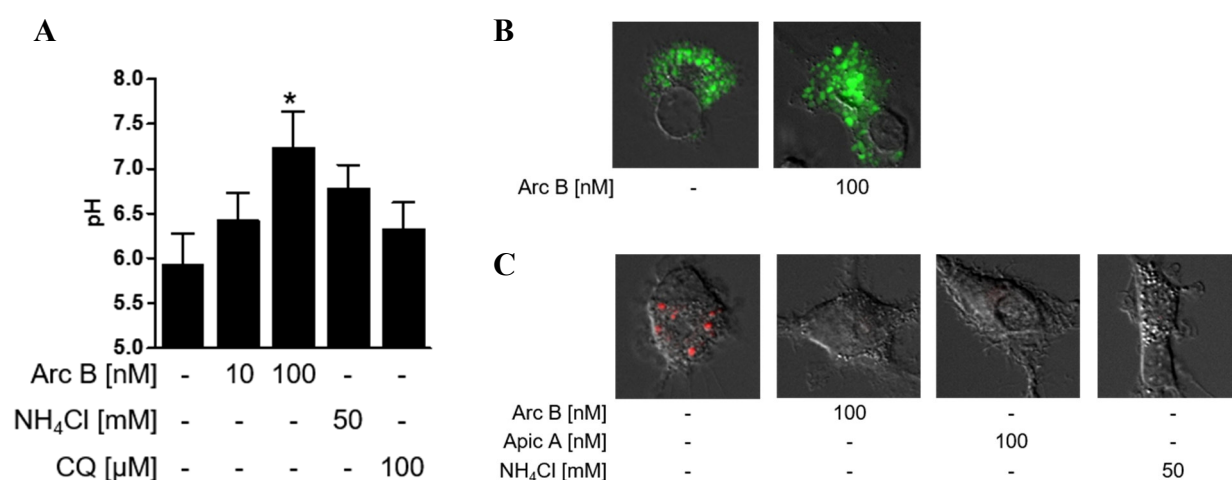 A
8.0
7.5
7.0
6.5
6.0
5.5
5.0
pH
*
Arc B [nM] - 10 100 - -
NH₄Cl [mM] - - - 50 -
CQ [µM] - - - - 100
B
Arc B [nM] - 100
C
Arc B [nM] - 100 - -
Apic A [nM] - - 100 -
NH₄Cl [mM] - - - 50